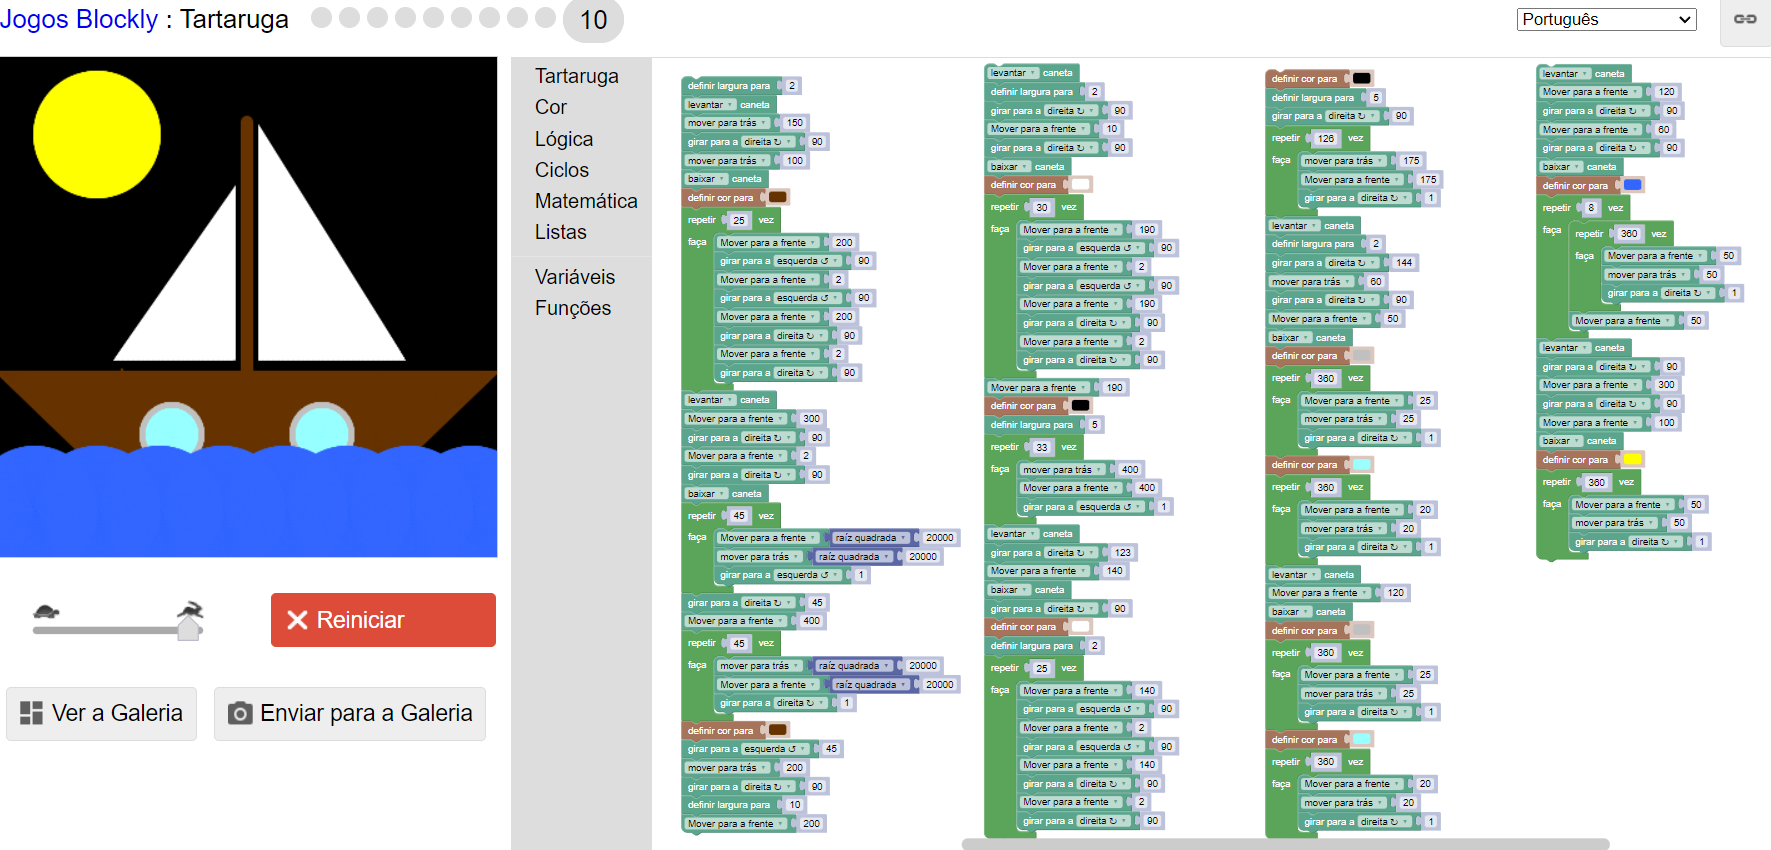 Jogos Blockly : Tartaruga
10
Português
Tartaruga
Cor
Lógica
Ciclos
Matemática
Listas
Variáveis
Funções
Reiniciar
Ver a Galeria
Enviar para a Galeria
definir largura para 2
levantar caneta
mover para trás 150
girar para a direita ↻ 90
mover para trás 100
baixar caneta
definir cor para
repetir 25 vez
faça Mover para a frente 200
girar para a esquerda ↺ 90
Mover para a frente 2
girar para a esquerda ↺ 90
Mover para a frente 200
girar para a direita ↻ 90
Mover para a frente 2
girar para a direita ↻ 90
levantar caneta
Mover para a frente 300
girar para a direita ↻ 90
Mover para a frente 2
girar para a direita ↻ 90
baixar caneta
repetir 45 vez
faça Mover para a frente raíz quadrada 20000
mover para trás raíz quadrada 20000
girar para a esquerda ↺ 1
girar para a direita ↻ 45
Mover para a frente 400
repetir 45 vez
faça mover para trás raíz quadrada 20000
Mover para a frente raíz quadrada 20000
girar para a direita ↻ 1
definir cor para
girar para a esquerda ↺ 45
mover para trás 200
girar para a direita ↻ 90
definir largura para 10
Mover para a frente 200
levantar caneta
definir largura para 2
girar para a direita ↻ 90
Mover para a frente 10
girar para a direita ↻ 90
baixar caneta
definir cor para
repetir 30 vez
faça Mover para a frente 190
girar para a esquerda ↺ 90
Mover para a frente 2
girar para a esquerda ↺ 90
Mover para a frente 190
girar para a direita ↻ 90
Mover para a frente 2
girar para a direita ↻ 90
Mover para a frente 190
definir cor para
definir largura para 5
repetir 33 vez
faça mover para trás 400
Mover para a frente 400
girar para a esquerda ↺ 1
levantar caneta
girar para a direita ↻ 123
Mover para a frente 140
baixar caneta
girar para a direita ↻ 90
definir cor para
definir largura para 2
repetir 25 vez
faça Mover para a frente 140
girar para a esquerda ↺ 90
Mover para a frente 2
girar para a esquerda ↺ 90
Mover para a frente 140
girar para a direita ↻ 90
Mover para a frente 2
girar para a direita ↻ 90
definir cor para
definir largura para 5
girar para a direita ↻ 90
repetir 126 vez
faça mover para trás 175
Mover para a frente 175
girar para a direita ↻ 1
levantar caneta
definir largura para 2
girar para a direita ↻ 144
mover para trás 60
girar para a direita ↻ 90
Mover para a frente 50
baixar caneta
definir cor para
repetir 360 vez
faça Mover para a frente 25
mover para trás 25
girar para a direita ↻ 1
definir cor para
repetir 360 vez
faça Mover para a frente 20
mover para trás 20
girar para a direita ↻ 1
levantar caneta
Mover para a frente 120
baixar caneta
definir cor para
repetir 360 vez
faça Mover para a frente 25
mover para trás 25
girar para a direita ↻ 1
definir cor para
repetir 360 vez
faça Mover para a frente 20
mover para trás 20
girar para a direita ↻ 1
levantar caneta
Mover para a frente 120
girar para a direita ↻ 90
Mover para a frente 60
girar para a direita ↻ 90
baixar caneta
definir cor para
repetir 8 vez
faça repetir 360 vez
faça Mover para a frente 50
mover para trás 50
girar para a direita ↻ 1
Mover para a frente 50
levantar caneta
girar para a direita ↻ 90
Mover para a frente 300
girar para a direita ↻ 90
Mover para a frente 100
baixar caneta
definir cor para
repetir 360 vez
faça Mover para a frente 50
mover para trás 50
girar para a direita ↻ 1